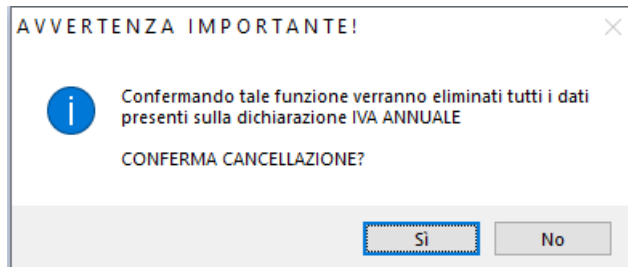 AVVERTENZA IMPORTANTE!
Confermando tale funzione verranno eliminati tutti i dati
presenti sulla dichiarazione IVA ANNUALE
CONFERMA CANCELLAZIONE?
Sì
No